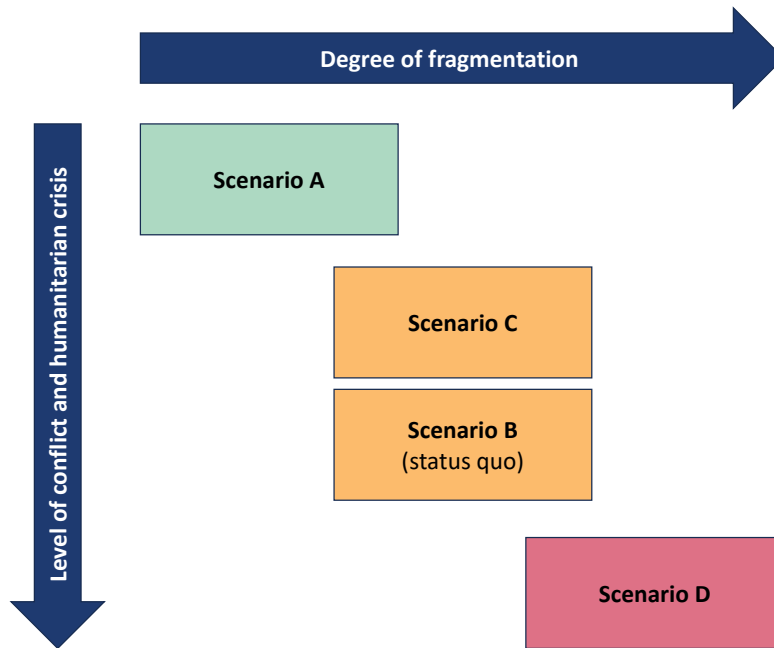 Degree of fragmentation
Level of conflict and humanitarian crisis
Scenario A
Scenario C
Scenario B
(status quo)
Scenario D